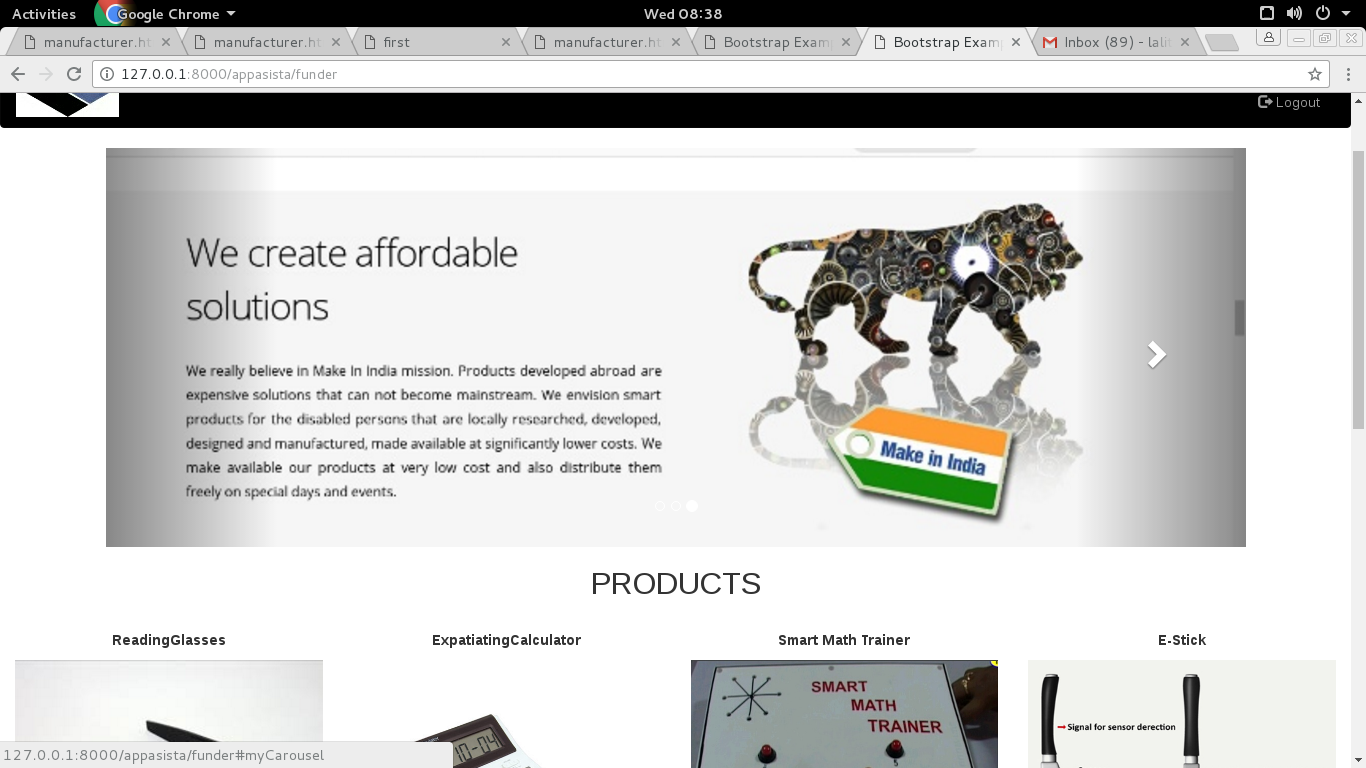 Activities
Google Chrome
Wed 08:38
manufacturer.ht
manufacturer.ht
first
manufacturer.ht
Bootstrap Exam
Bootstrap Exam
Inbox (89) - lalit
127.0.0.1:8000/appasista/funder
Logout
We create affordable
solutions
We really believe in Make In India mission. Products developed abroad are
expensive solutions that can not become mainstream. We envision smart
products for the disabled persons that are locally researched, developed,
designed and manufactured, made available at significantly lower costs. We
make available our products at very low cost and also distribute them
freely on special days and events.
Make in India
PRODUCTS
ReadingGlasses
ExpatiatingCalculator
Smart Math Trainer
E-Stick
SMART
MATH
TRAINER
Signal for sensor derection
10-04
127.0.0.1:8000/appasista/funder#myCarousel